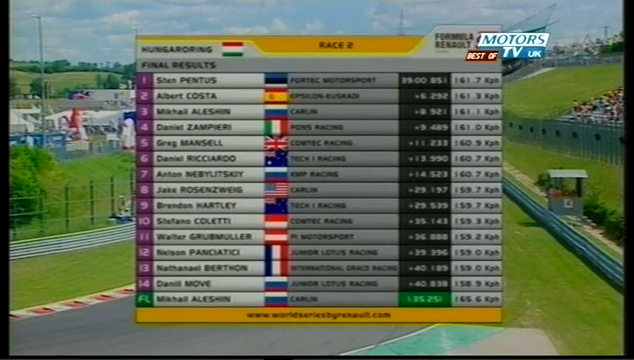 HUNGARORING RACE 2 FORMULA RENAULT
MOTORS TV UK
BEST OF
FINAL RESULTS
1 Sten PENTUS FORTEC MOTORSPORT 39:00.851 161.7 Kph
2 Albert COSTA EPSILON-EUSKADI +6.292 161.3 Kph
3 Mikhail ALESHIN CARLIN +8.921 161.1 Kph
4 Daniel ZAMPIERI PONS RACING +9.489 161.0 Kph
5 Greg MANSELL COMTEC RACING +11.233 160.9 Kph
6 Daniel RICCIARDO TECH 1 RACING +13.990 160.7 Kph
7 Anton NEBYLITSKIY KMP RACING +14.523 160.7 Kph
8 Jake ROSENZWEIG CARLIN +29.197 159.7 Kph
9 Brendon HARTLEY TECH 1 RACING +29.539 159.7 Kph
10 Stefano COLETTI COMTEC RACING +35.143 159.3 Kph
11 Walter GRUBMULLER P1 MOTORSPORT +36.888 159.2 Kph
12 Nelson PANCIATICI JUNIOR LOTUS RACING +39.396 159.0 Kph
13 Nathanael BERTHON INTERNATIONAL DRACO RACING +40.189 159.0 Kph
14 Daniil MOVE JUNIOR LOTUS RACING +40.838 158.9 Kph
FL Mikhail ALESHIN CARLIN 1:35.251 165.6 Kph
www.worldseriesbyrenault.com